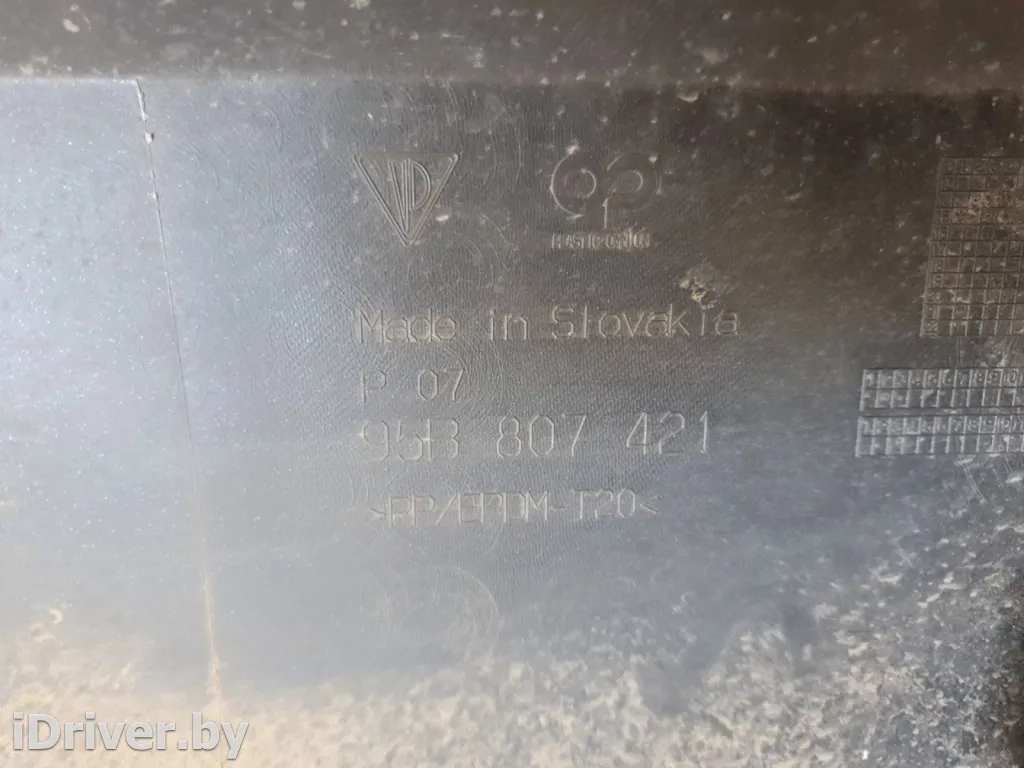 Made in Slovakia
P 07
95B 807 421
>PP/EPDM-T20<
iDriver.by